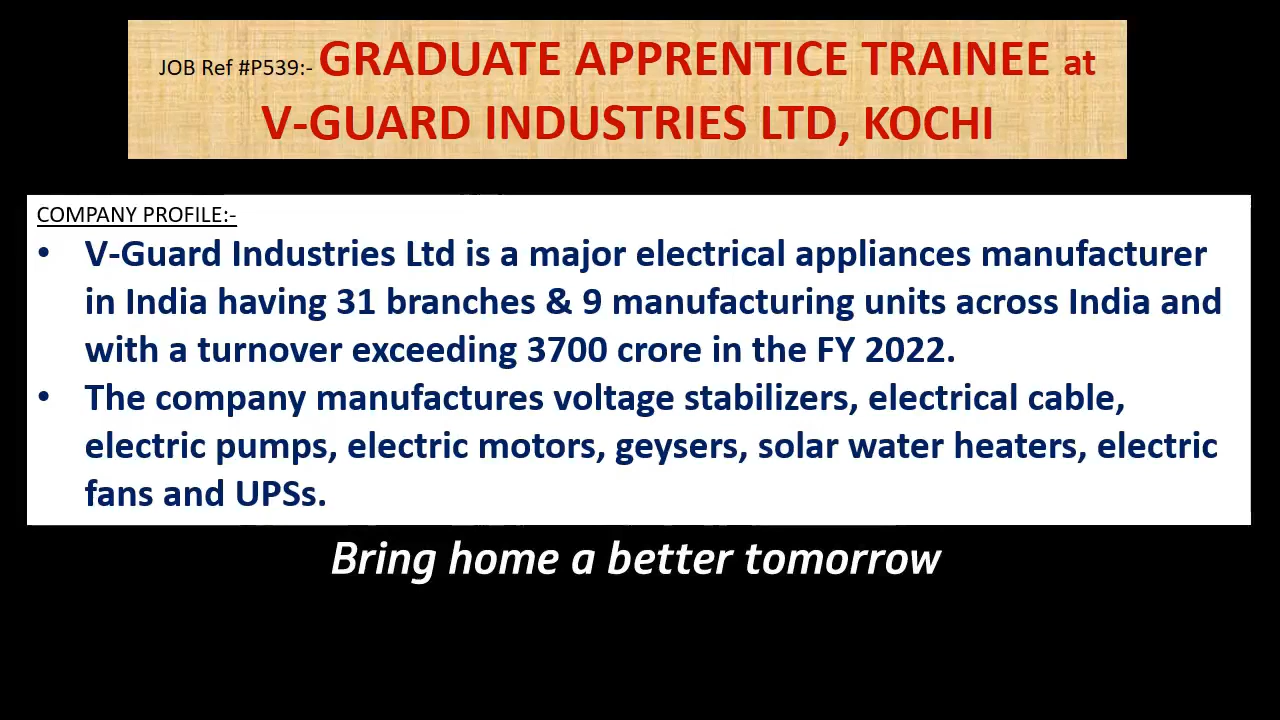 JOB Ref #P539:- GRADUATE APPRENTICE TRAINEE at
V-GUARD INDUSTRIES LTD, KOCHI
COMPANY PROFILE:-
• V-Guard Industries Ltd is a major electrical appliances manufacturer
in India having 31 branches & 9 manufacturing units across India and
with a turnover exceeding 3700 crore in the FY 2022.
• The company manufactures voltage stabilizers, electrical cable,
electric pumps, electric motors, geysers, solar water heaters, electric
fans and UPSs.
Bring home a better tomorrow